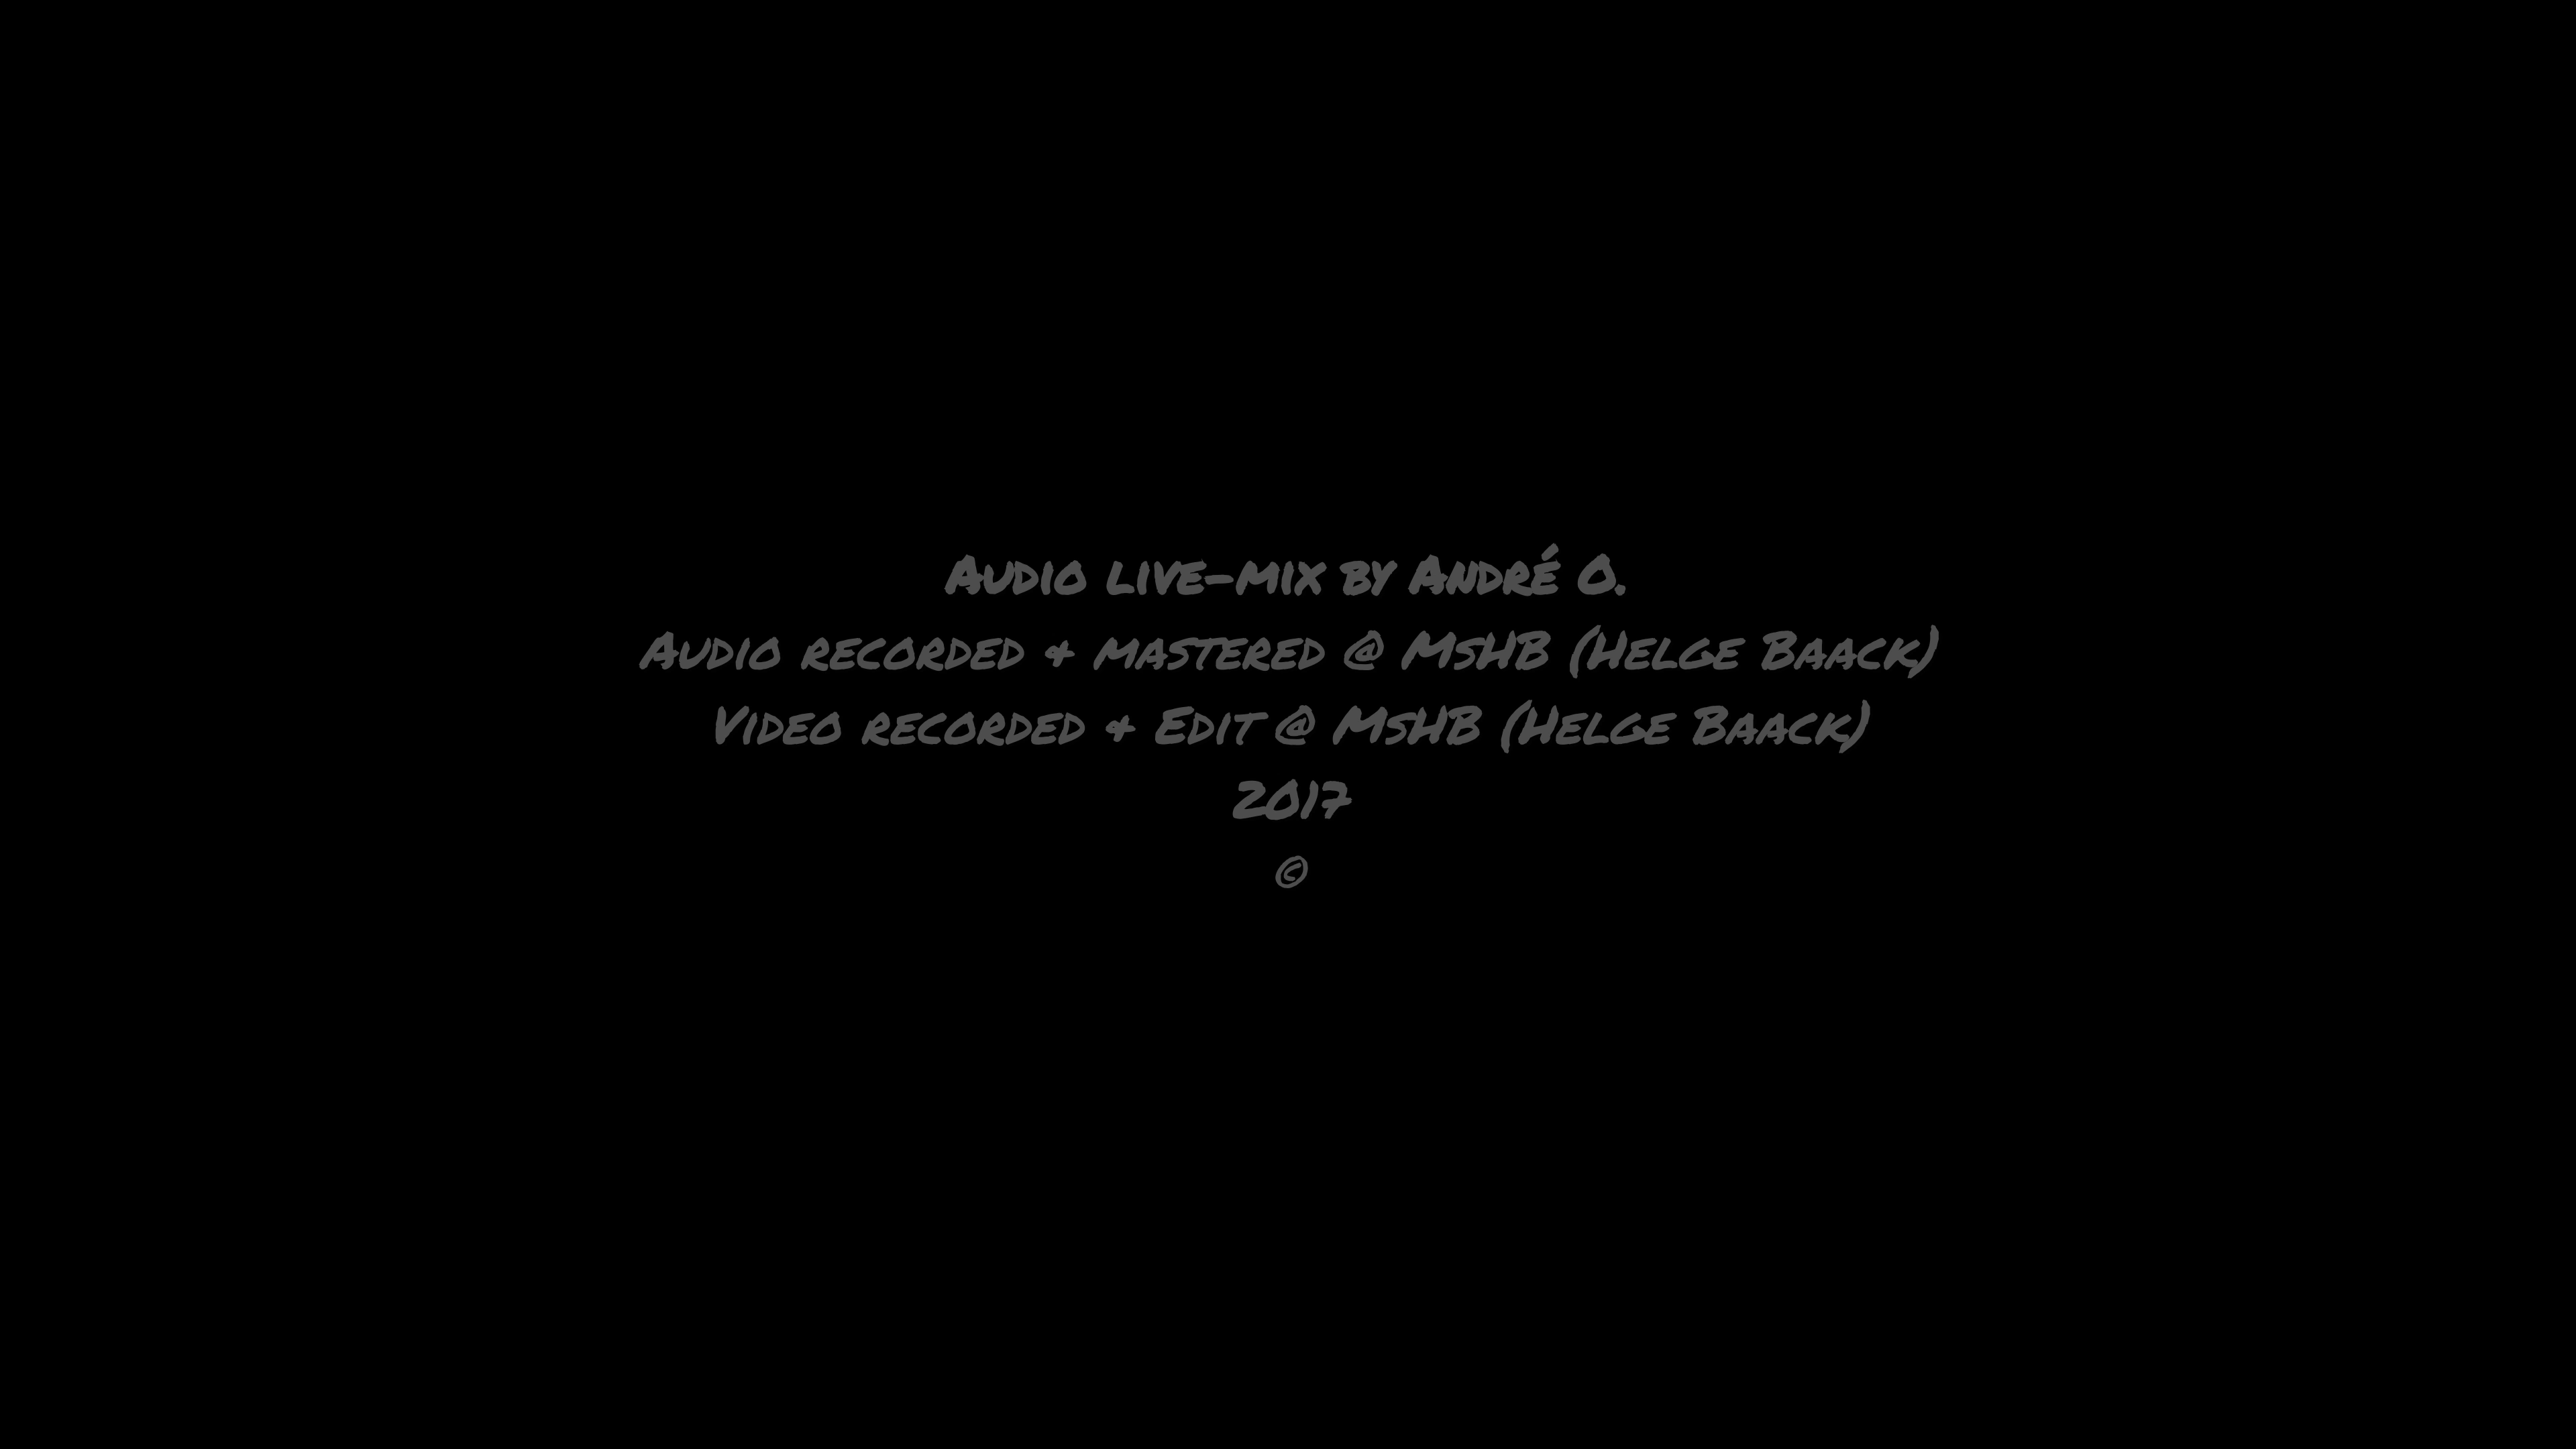 Audio live-mix by André O.
Audio recorded & mastered @ MsHB (Helge Baack)
Video recorded & Edit @ MsHB (Helge Baack)
2017
©